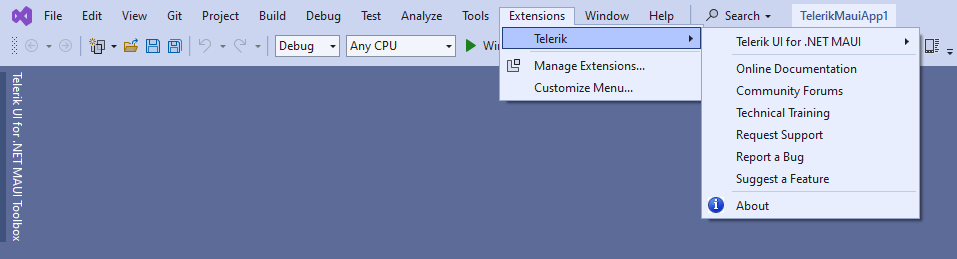 File Edit View Git Project Build Debug Test Analyze Tools Extensions Window Help Search TelerikMauiApp1
Debug Any CPU
Telerik
Manage Extensions...
Customize Menu...
Telerik UI for .NET MAUI
Online Documentation
Community Forums
Technical Training
Request Support
Report a Bug
Suggest a Feature
About
Telerik UI for .NET MAUI Toolbox